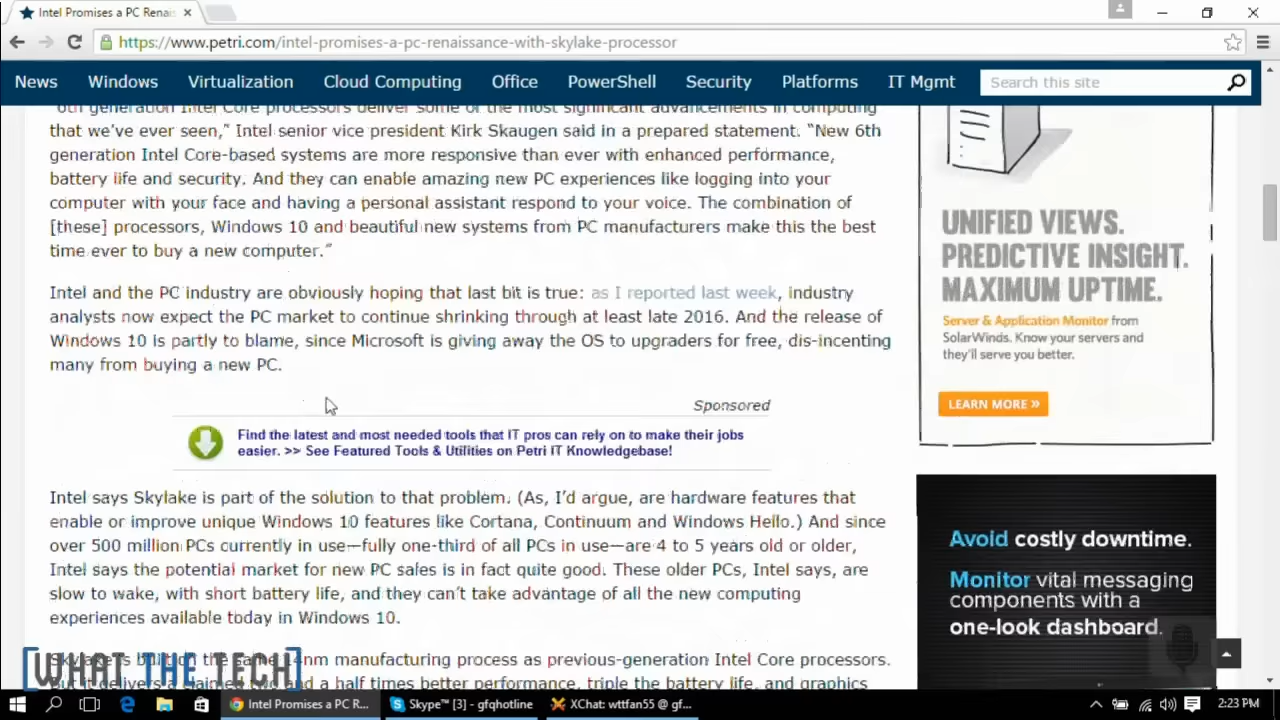 Intel Promises a PC Renais
https://www.petri.com/intel-promises-a-pc-renaissance-with-skylake-processor
News Windows Virtualization Cloud Computing Office PowerShell Security Platforms IT Mgmt Search this site
"6th generation Intel Core processors deliver some of the most significant advancements in computing
that we've ever seen," Intel senior vice president Kirk Skaugen said in a prepared statement. "New 6th
generation Intel Core-based systems are more responsive than ever with enhanced performance,
battery life and security. And they can enable amazing new PC experiences like logging into your
computer with your face and having a personal assistant respond to your voice. The combination of
[these] processors, Windows 10 and beautiful new systems from PC manufacturers make this the best
time ever to buy a new computer."
Intel and the PC industry are obviously hoping that last bit is true: as I reported last week, industry
analysts now expect the PC market to continue shrinking through at least late 2016. And the release of
Windows 10 is partly to blame, since Microsoft is giving away the OS to upgraders for free, dis-incenting
many from buying a new PC.
Sponsored
Find the latest and most needed tools that IT pros can rely on to make their jobs
easier. >> See Featured Tools & Utilities on Petri IT Knowledgebase!
Intel says Skylake is part of the solution to that problem. (As, I'd argue, are hardware features that
enable or improve unique Windows 10 features like Cortana, Continuum and Windows Hello.) And since
over 500 million PCs currently in use—fully one-third of all PCs in use—are 4 to 5 years old or older,
Intel says the potential market for new PC sales is in fact quite good. These older PCs, Intel says, are
slow to wake, with short battery life, and they can't take advantage of all the new computing
experiences available today in Windows 10.
Skylake is built on the same 14nm manufacturing process as previous-generation Intel Core processors.
But it delivers a claimed two and a half times better performance, triple the battery life, and graphics
[WHAT THE TECH]
UNIFIED VIEWS.
PREDICTIVE INSIGHT.
MAXIMUM UPTIME.
Server & Application Monitor from
SolarWinds. Know your servers and
they'll serve you better.
LEARN MORE »
Avoid costly downtime.
Monitor vital messaging
components with a
one-look dashboard.
Intel Promises a PC R...
Skype™ [3] - gfqhotline
XChat: wttfan55 @ gf...
2:23 PM